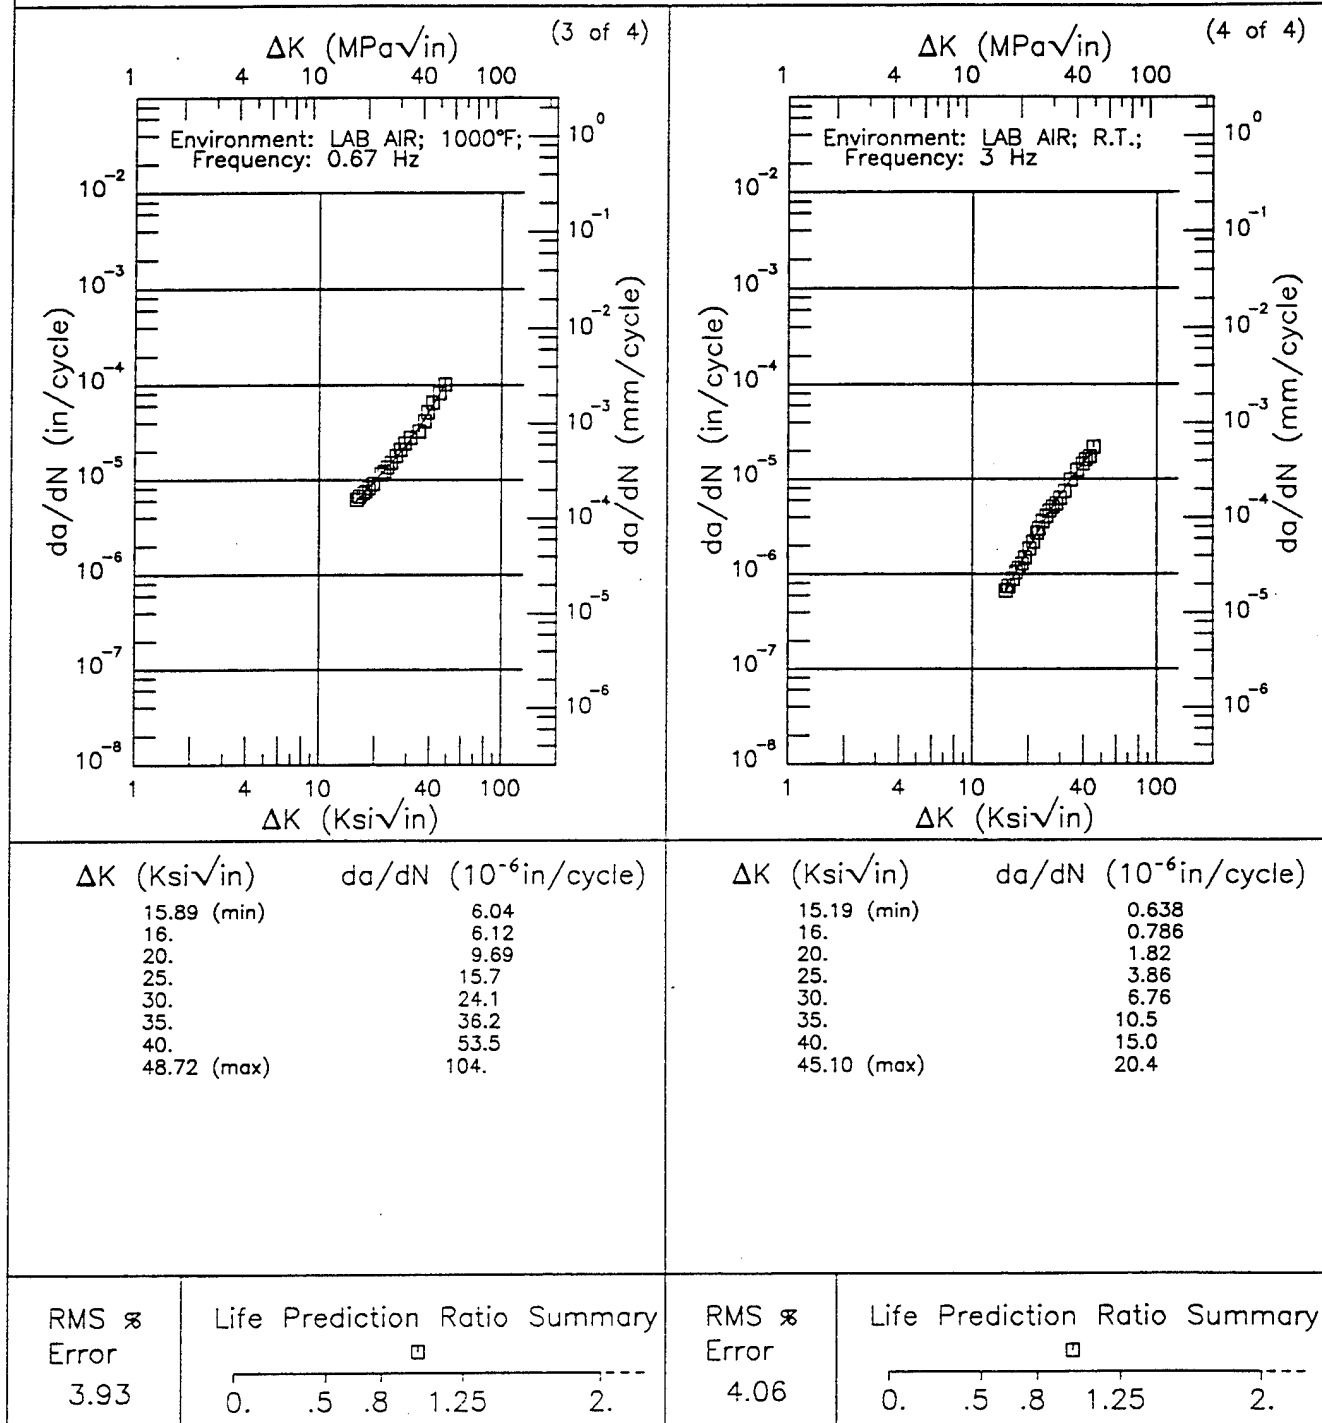 (3 of 4)
ΔK (MPa√in)
1 4 10 40 100
Environment: LAB AIR; 1000°F;
Frequency: 0.67 Hz
10⁰
10⁻¹
10⁻²
10⁻³
10⁻⁴
10⁻⁵
10⁻⁶
da/dN (mm/cycle)
10⁻²
10⁻³
10⁻⁴
10⁻⁵
10⁻⁶
10⁻⁷
10⁻⁸
da/dN (in/cycle)
1 4 10 40 100
ΔK (Ksi√in)
ΔK (Ksi√in) da/dN (10⁻⁶in/cycle)
15.89 (min) 6.04
16. 6.12
20. 9.69
25. 15.7
30. 24.1
35. 36.2
40. 53.5
48.72 (max) 104.
RMS % Life Prediction Ratio Summary
Error
3.93
0. .5 .8 1.25 2.
(4 of 4)
ΔK (MPa√in)
1 4 10 40 100
Environment: LAB AIR; R.T.;
Frequency: 3 Hz
10⁰
10⁻¹
10⁻²
10⁻³
10⁻⁴
10⁻⁵
10⁻⁶
da/dN (mm/cycle)
10⁻²
10⁻³
10⁻⁴
10⁻⁵
10⁻⁶
10⁻⁷
10⁻⁸
da/dN (in/cycle)
1 4 10 40 100
ΔK (Ksi√in)
ΔK (Ksi√in) da/dN (10⁻⁶in/cycle)
15.19 (min) 0.638
16. 0.786
20. 1.82
25. 3.86
30. 6.76
35. 10.5
40. 15.0
45.10 (max) 20.4
RMS % Life Prediction Ratio Summary
Error
4.06
0. .5 .8 1.25 2.